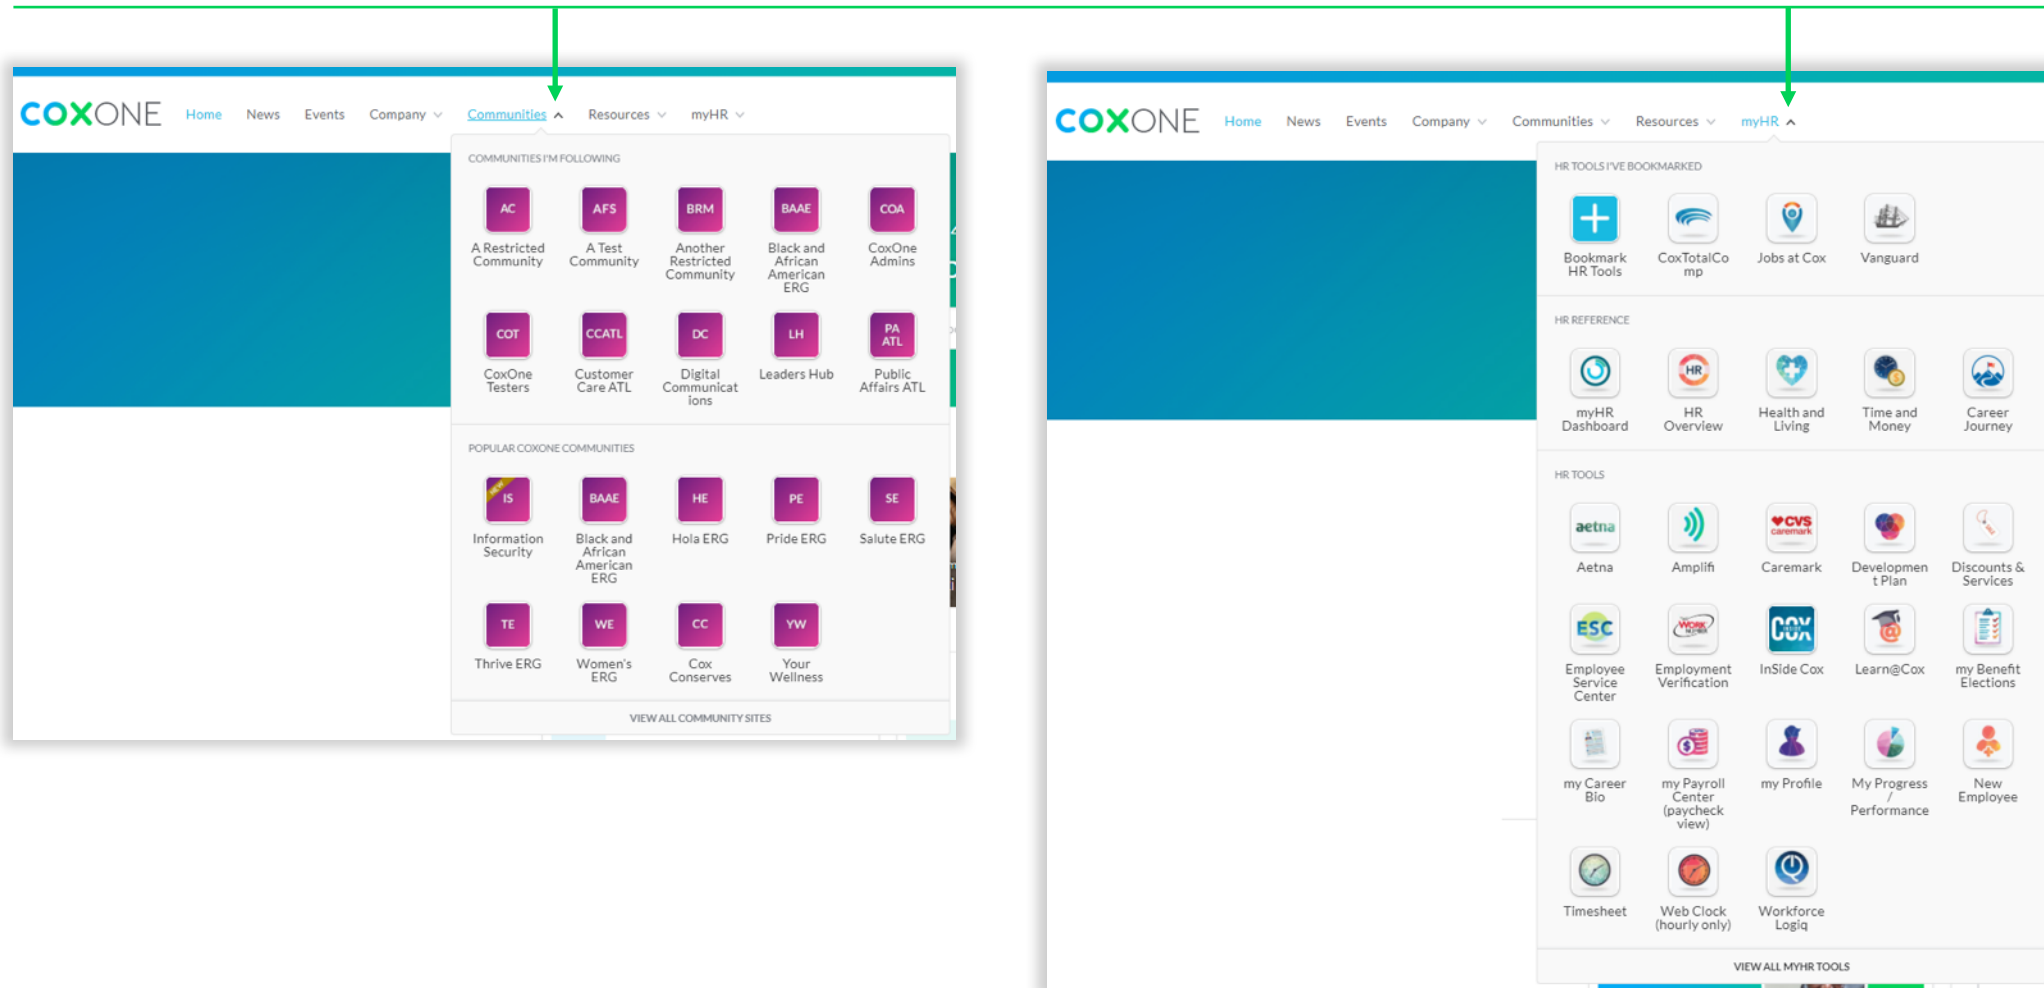 COXONE Home News Events Company Communities Resources myHR
COMMUNITIES I'M FOLLOWING
AC AFS BRM BAAE COA
A Restricted Community
A Test Community
Another Restricted Community
Black and African American ERG
CoxOne Admins
COT CCATL DC LH PA ATL
CoxOne Testers
Customer Care ATL
Digital Communicat ions
Leaders Hub
Public Affairs ATL
POPULAR COXONE COMMUNITIES
NEW IS BAAE HE PE SE
Information Security
Black and African American ERG
Hola ERG
Pride ERG
Salute ERG
TE WE CC YW
Thrive ERG
Women's ERG
Cox Conserves
Your Wellness
VIEW ALL COMMUNITY SITES
COXONE Home News Events Company Communities Resources myHR
HR TOOLS I'VE BOOKMARKED
Bookmark HR Tools
CoxTotalCo mp
Jobs at Cox
Vanguard
HR REFERENCE
HR
myHR Dashboard
HR Overview
Health and Living
Time and Money
Career Journey
HR TOOLS
aetna
CVS caremark
Aetna
Amplifi
Caremark
Developmen t Plan
Discounts & Services
ESC
WORK NUMBER
INSIDE COX
Employee Service Center
Employment Verification
InSide Cox
Learn@Cox
my Benefit Elections
my Career Bio
my Payroll Center (paycheck view)
my Profile
My Progress / Performance
New Employee
Timesheet
Web Clock (hourly only)
Workforce Logiq
VIEW ALL MYHR TOOLS